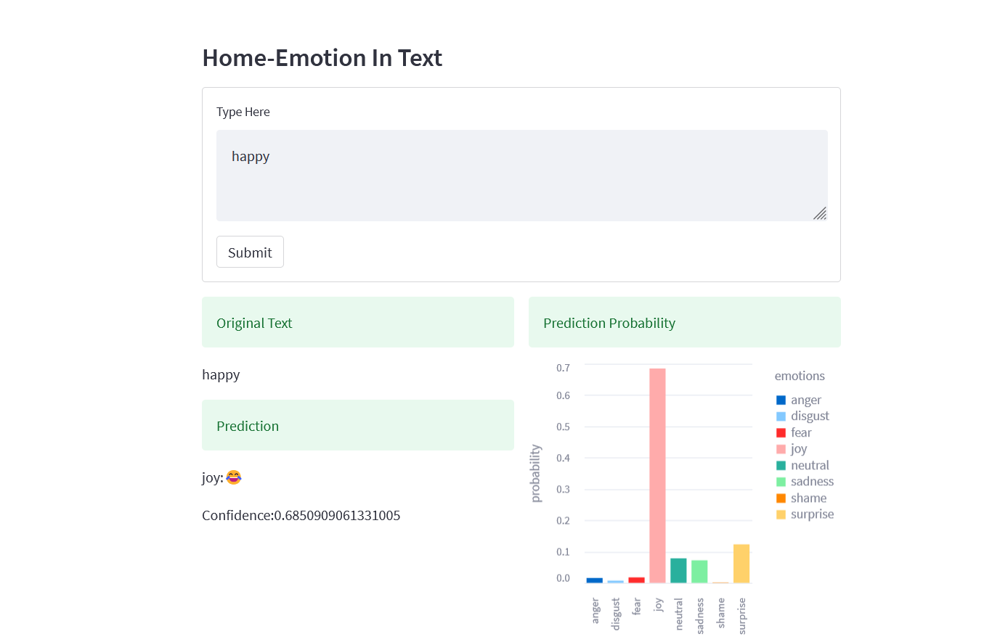 Home-Emotion In Text
Type Here
happy
Submit
Original Text
happy
Prediction
joy:😂
Confidence:0.6850909061331005
Prediction Probability
0.7
0.6
0.5
0.4
0.3
0.2
0.1
0.0
probability
anger
disgust
fear
joy
neutral
sadness
shame
surprise
emotions
anger
disgust
fear
joy
neutral
sadness
shame
surprise